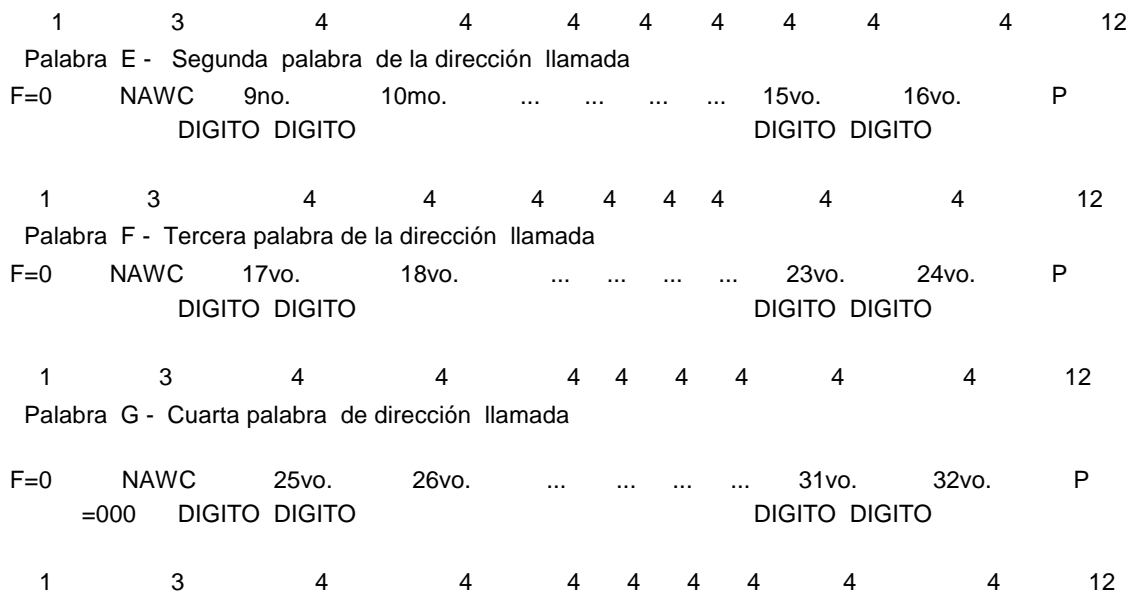 1 3 4 4 4 4 4 4 4 4 12
Palabra E - Segunda palabra de la dirección llamada
F=0 NAWC 9no. 10mo. ... ... ... ... 15vo. 16vo. P
DIGITO DIGITO DIGITO DIGITO
1 3 4 4 4 4 4 4 4 4 12
Palabra F - Tercera palabra de la dirección llamada
F=0 NAWC 17vo. 18vo. ... ... ... ... 23vo. 24vo. P
DIGITO DIGITO DIGITO DIGITO
1 3 4 4 4 4 4 4 4 4 12
Palabra G - Cuarta palabra de dirección llamada
F=0 NAWC 25vo. 26vo. ... ... ... ... 31vo. 32vo. P
=000 DIGITO DIGITO DIGITO DIGITO
1 3 4 4 4 4 4 4 4 4 12